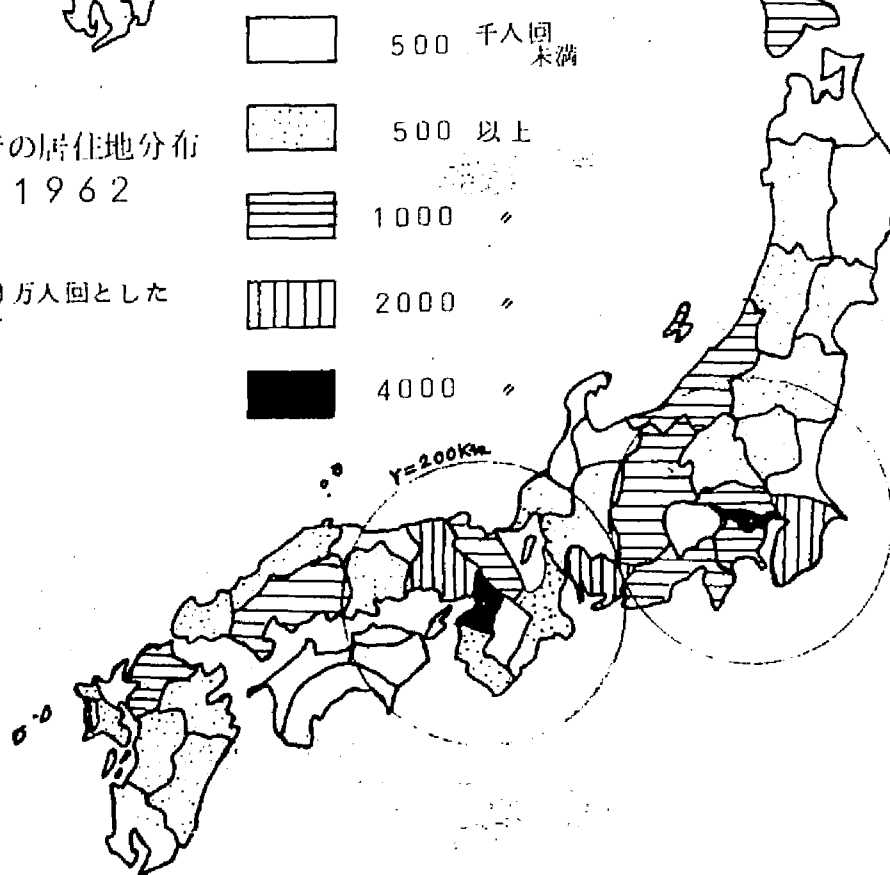 500 千人回
未満
の居住地分布
500 以上
1962
1000 〃
万人回とした
2000 〃
4000 〃
r=200Km